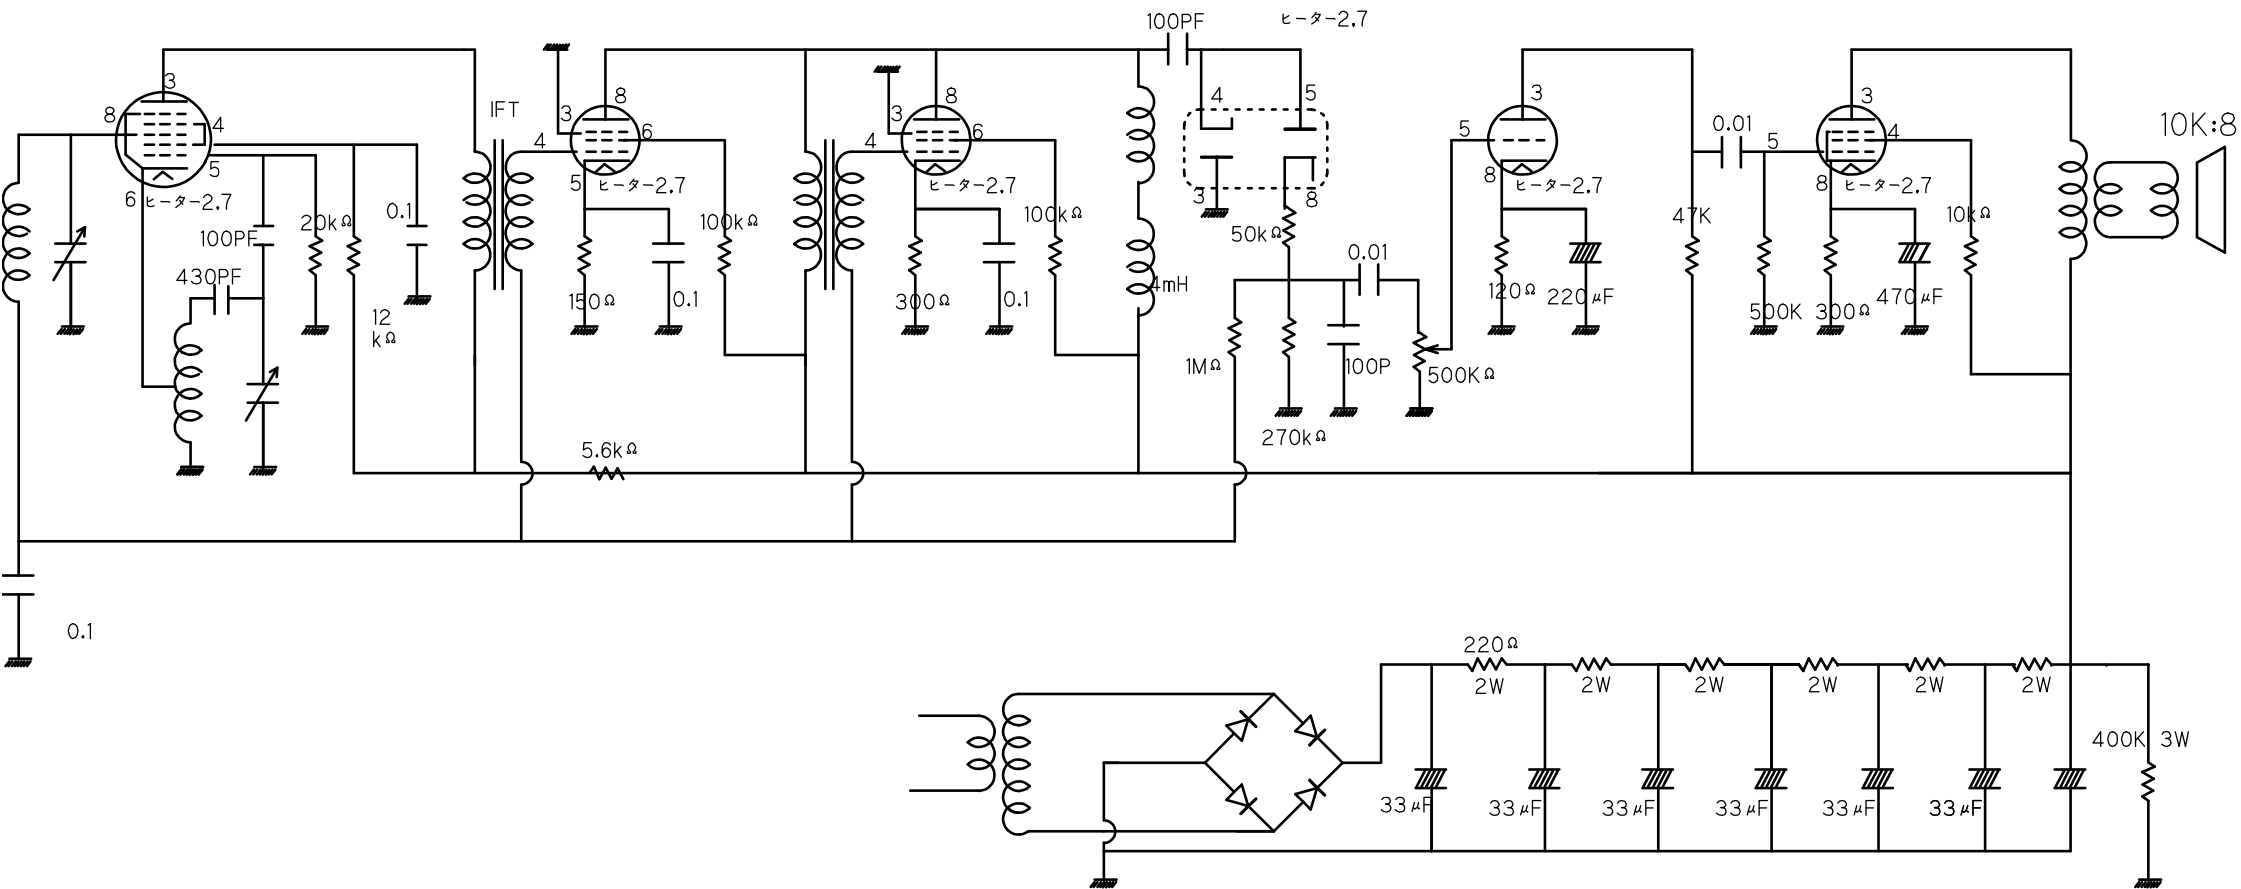 100PF
ヒーター2.7
3
8
4
5
6
ヒーター2.7
100PF
430PF
20kΩ
12
kΩ
0.1
IFT
3
8
4
6
5
ヒーター2.7
150Ω
0.1
100kΩ
3
8
4
6
ヒーター2.7
300Ω
0.1
100kΩ
4mH
4
5
3
8
50kΩ
0.01
1MΩ
100P
500KΩ
270kΩ
3
5
8
ヒーター2.7
120Ω
220μF
47K
0.01
5
500K
3
4
8
ヒーター2.7
300Ω
470μF
10kΩ
10K:8
5.6kΩ
0.1
220Ω
2W
2W
2W
2W
2W
2W
33μF
33μF
33μF
33μF
33μF
33μF
400K 3W